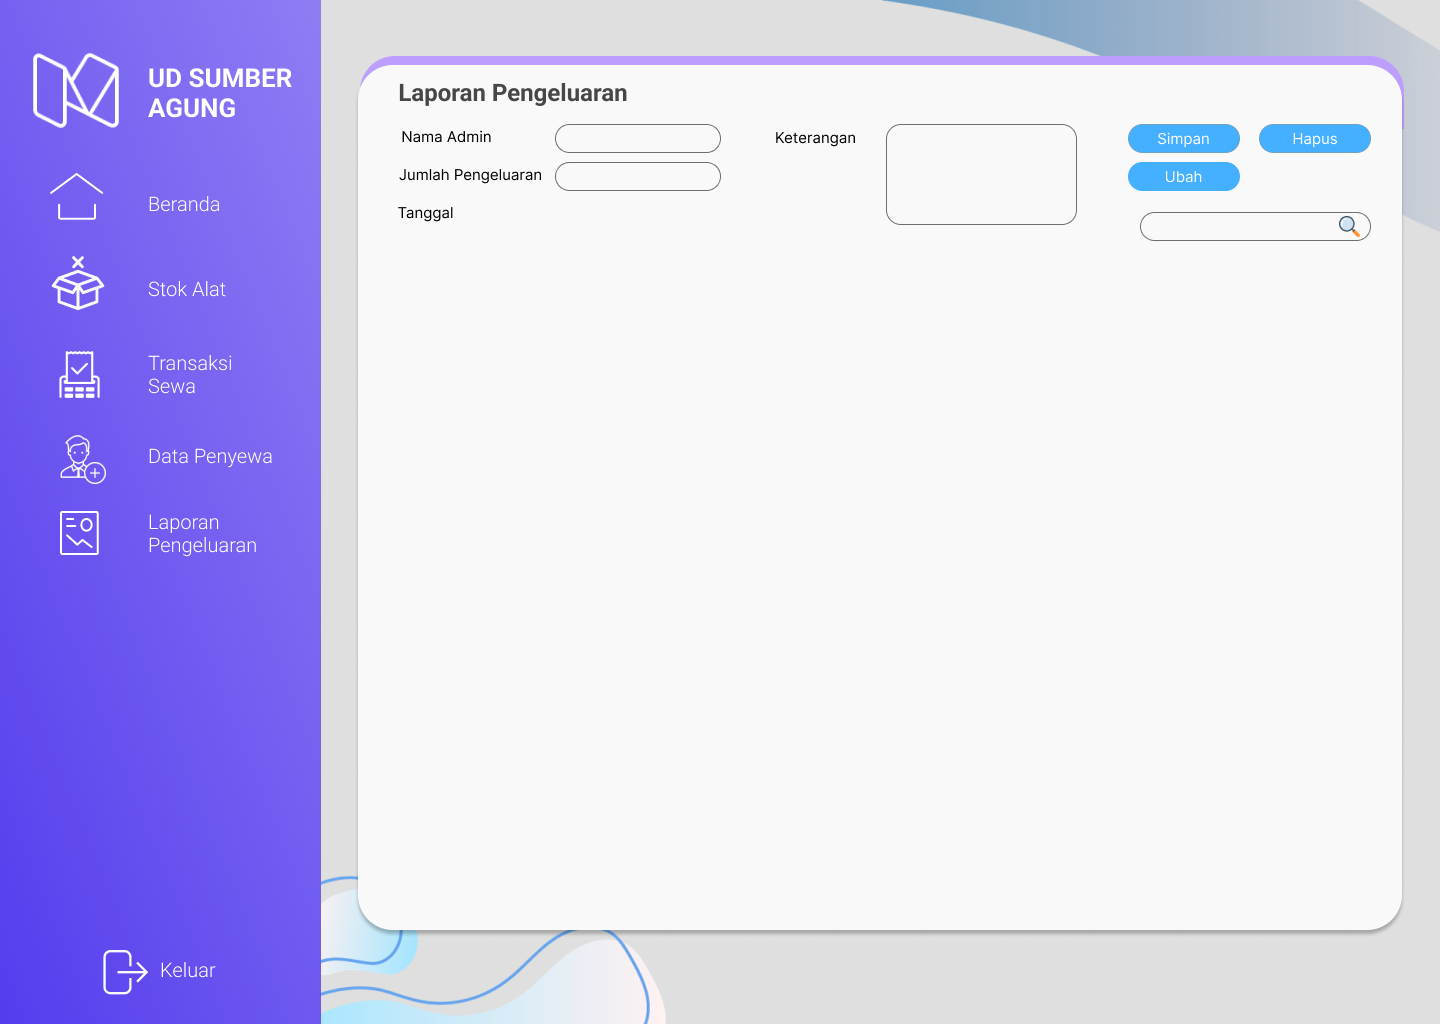 UD SUMBER
AGUNG
Beranda
Stok Alat
Transaksi
Sewa
Data Penyewa
Laporan
Pengeluaran
Keluar
Laporan Pengeluaran
Nama Admin
Jumlah Pengeluaran
Tanggal
Keterangan
Simpan
Hapus
Ubah